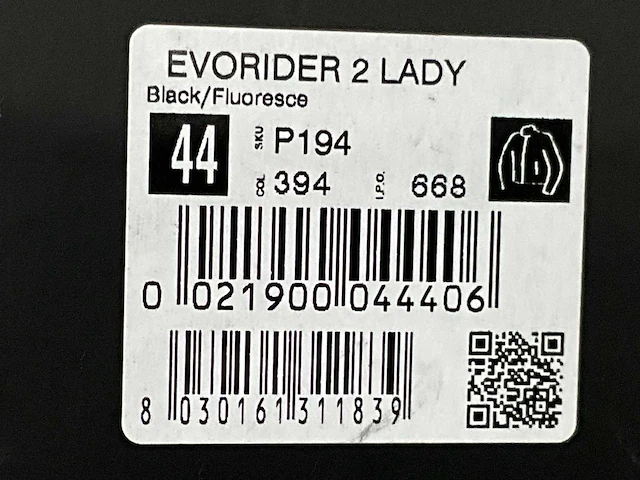 EVORIDER 2 LADY
Black/Fluoresce
44 SKU P194
COL 394 I.P.O. 668
0 021900 044406
8 030161 311839